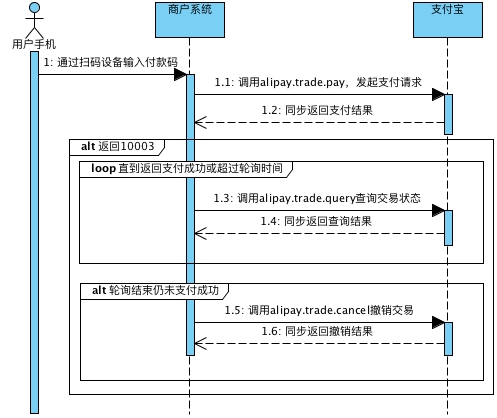 商户系统
支付宝
用户手机
1: 通过扫码设备输入付款码
1.1: 调用alipay.trade.pay，发起支付请求
1.2: 同步返回支付结果
alt 返回10003
loop 直到返回支付成功或超过轮询时间
1.3: 调用alipay.trade.query查询交易状态
1.4: 同步返回查询结果
alt 轮询结束仍未支付成功
1.5: 调用alipay.trade.cancel撤销交易
1.6: 同步返回撤销结果